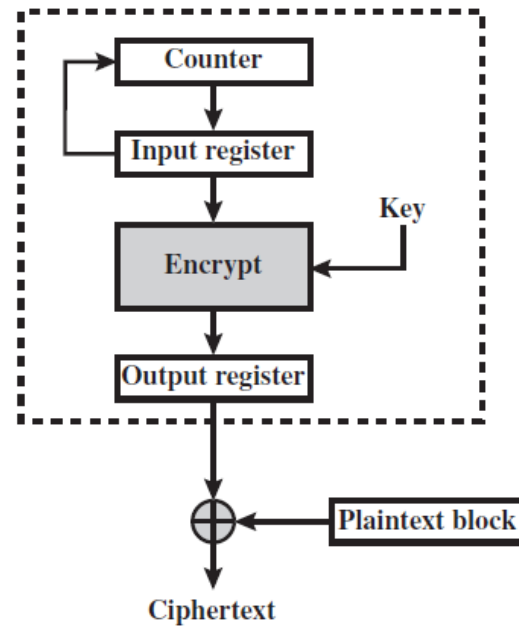 Counter
Input register
Key
Encrypt
Output register
Plaintext block
Ciphertext